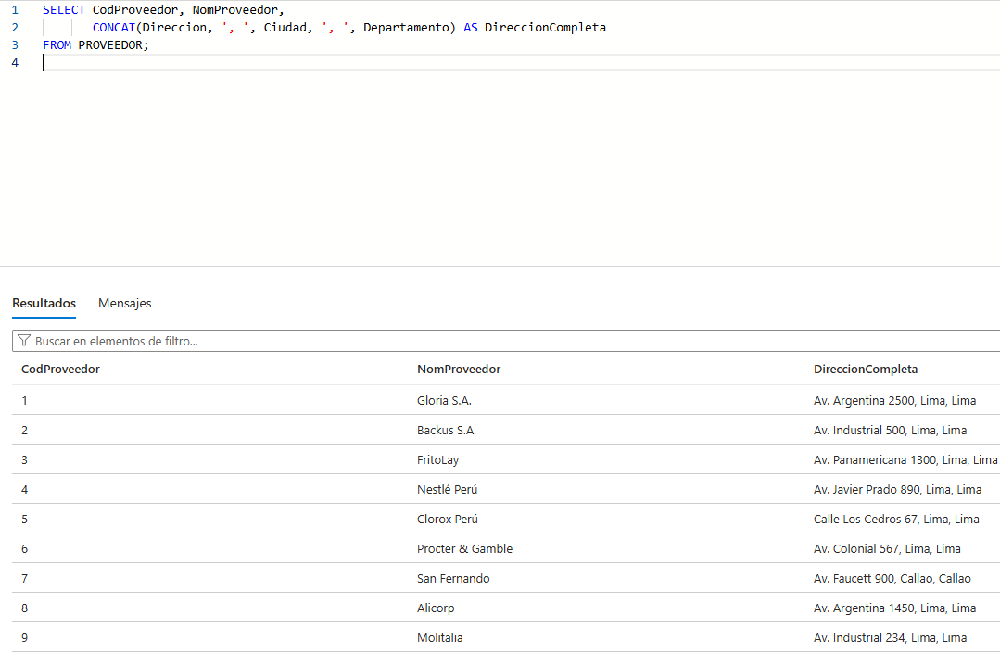 1 SELECT CodProveedor, NomProveedor,
2 CONCAT(Direccion, ', ', Ciudad, ', ', Departamento) AS DireccionCompleta
3 FROM PROVEEDOR;
4
Resultados Mensajes
Buscar en elementos de filtro...
CodProveedor NomProveedor DireccionCompleta
1 Gloria S.A. Av. Argentina 2500, Lima, Lima
2 Backus S.A. Av. Industrial 500, Lima, Lima
3 FritoLay Av. Panamericana 1300, Lima, Lima
4 Nestlé Perú Av. Javier Prado 890, Lima, Lima
5 Clorox Perú Calle Los Cedros 67, Lima, Lima
6 Procter & Gamble Av. Colonial 567, Lima, Lima
7 San Fernando Av. Faucett 900, Callao, Callao
8 Alicorp Av. Argentina 1450, Lima, Lima
9 Molitalia Av. Industrial 234, Lima, Lima